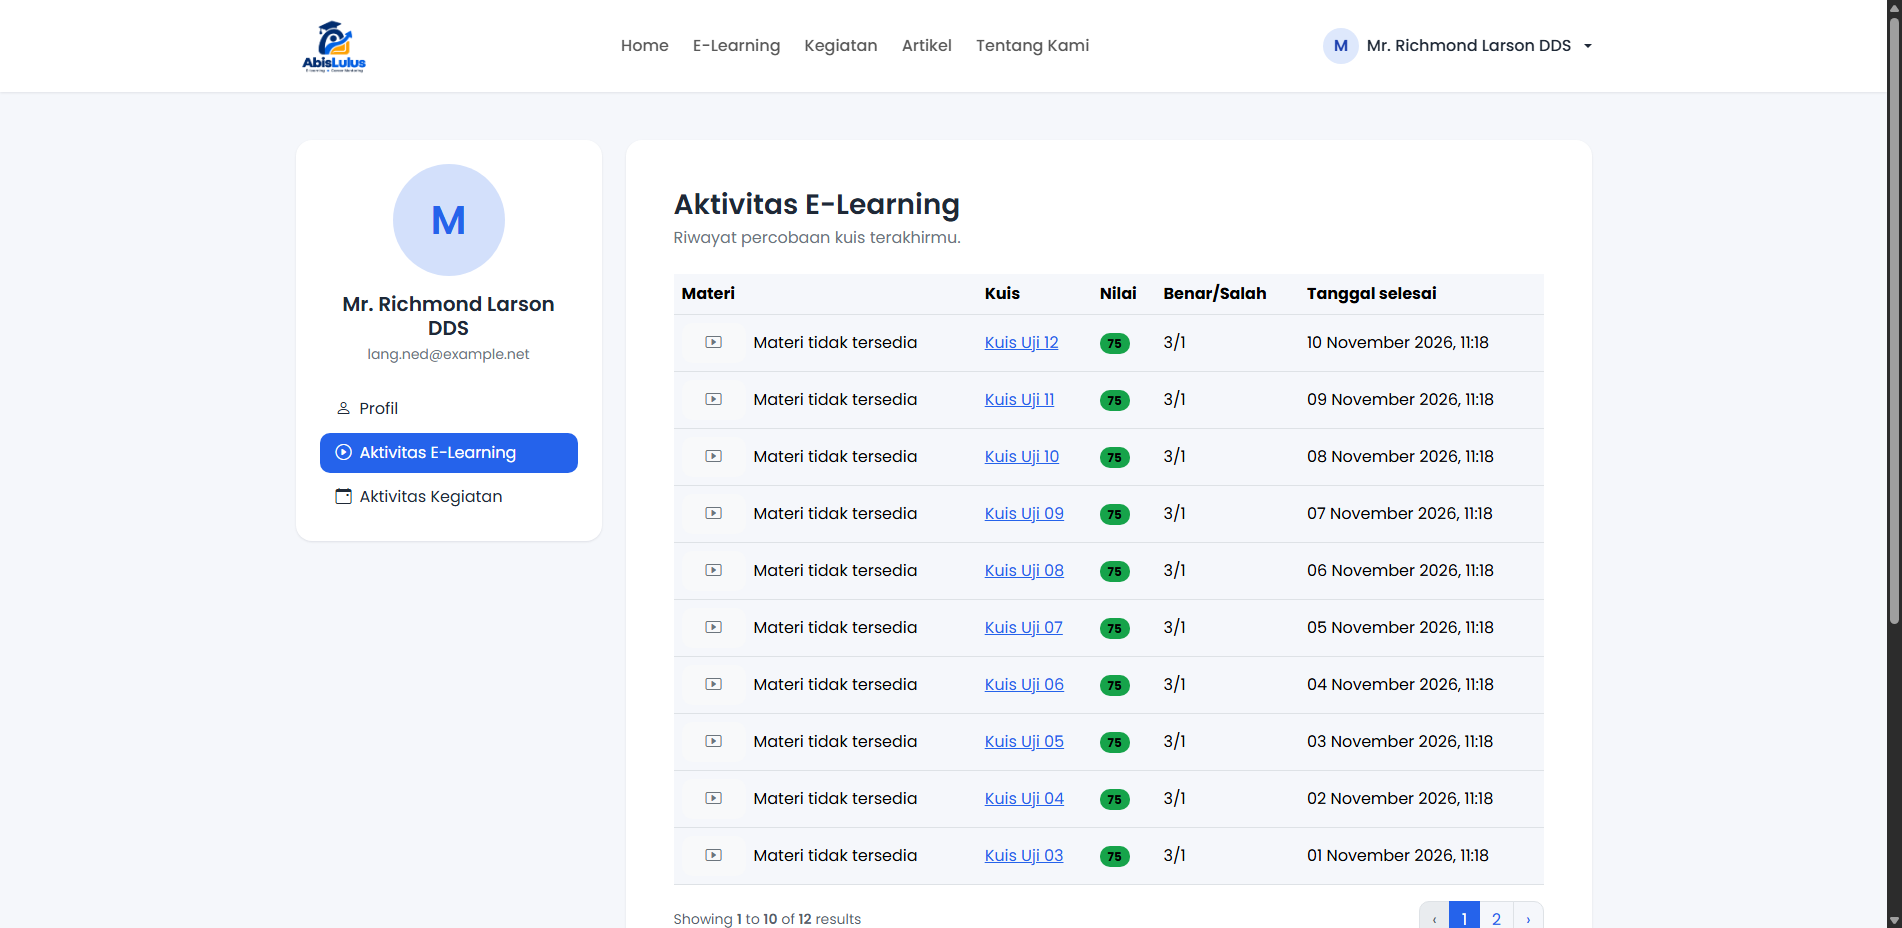 AbisLulus
Home E-Learning Kegiatan Artikel Tentang Kami
M Mr. Richmond Larson DDS
M
Mr. Richmond Larson
DDS
lang.ned@example.net
Profil
Aktivitas E-Learning
Aktivitas Kegiatan
Aktivitas E-Learning
Riwayat percobaan kuis terakhirmu.
Materi Kuis Nilai Benar/Salah Tanggal selesai
Materi tidak tersedia Kuis Uji 12 75 3/1 10 November 2026, 11:18
Materi tidak tersedia Kuis Uji 11 75 3/1 09 November 2026, 11:18
Materi tidak tersedia Kuis Uji 10 75 3/1 08 November 2026, 11:18
Materi tidak tersedia Kuis Uji 09 75 3/1 07 November 2026, 11:18
Materi tidak tersedia Kuis Uji 08 75 3/1 06 November 2026, 11:18
Materi tidak tersedia Kuis Uji 07 75 3/1 05 November 2026, 11:18
Materi tidak tersedia Kuis Uji 06 75 3/1 04 November 2026, 11:18
Materi tidak tersedia Kuis Uji 05 75 3/1 03 November 2026, 11:18
Materi tidak tersedia Kuis Uji 04 75 3/1 02 November 2026, 11:18
Materi tidak tersedia Kuis Uji 03 75 3/1 01 November 2026, 11:18
Showing 1 to 10 of 12 results
‹ 1 2 ›